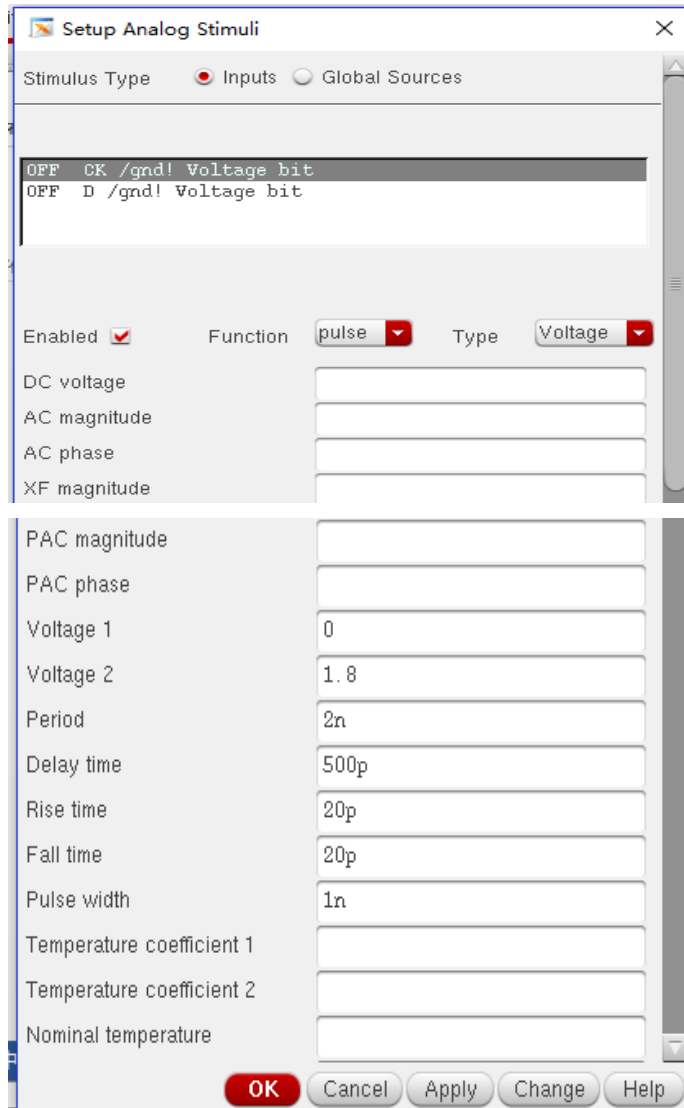 Setup Analog Stimuli
Stimulus Type Inputs Global Sources
OFF CK /gnd! Voltage bit
OFF D /gnd! Voltage bit
Enabled Function pulse Type Voltage
DC voltage
AC magnitude
AC phase
XF magnitude
PAC magnitude
PAC phase
Voltage 1 0
Voltage 2 1.8
Period 2n
Delay time 500p
Rise time 20p
Fall time 20p
Pulse width 1n
Temperature coefficient 1
Temperature coefficient 2
Nominal temperature
OK Cancel Apply Change Help